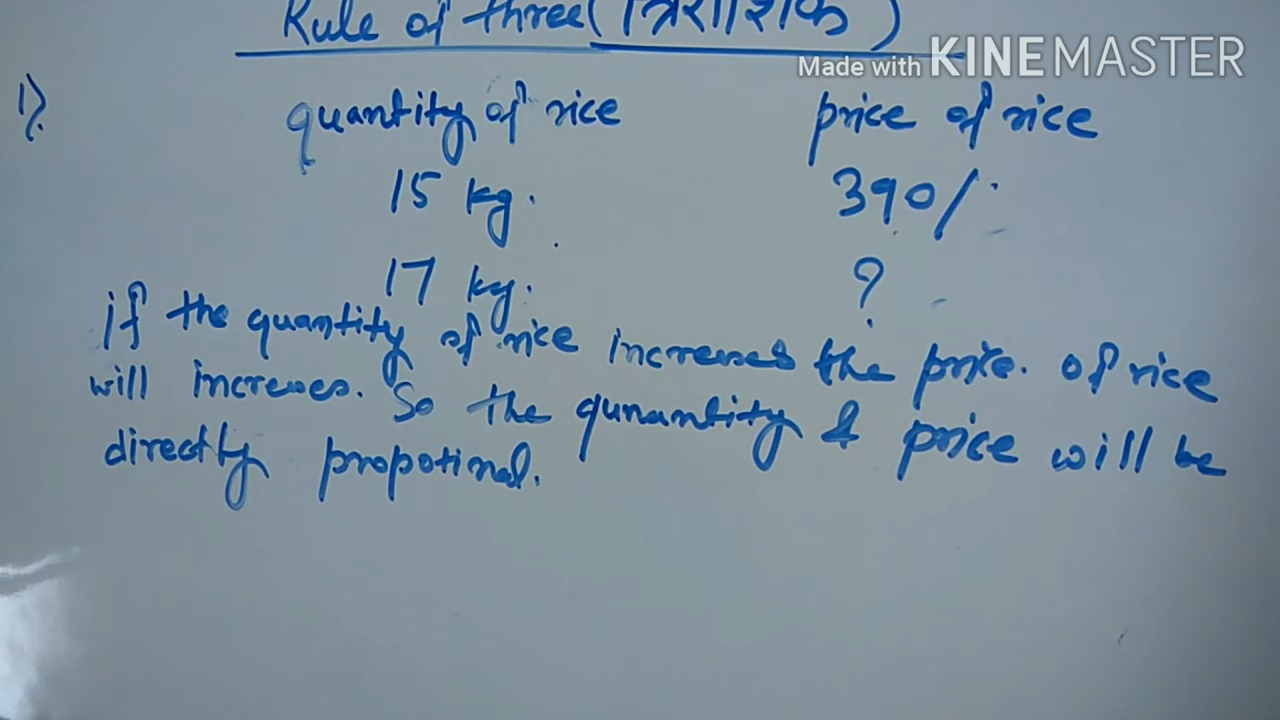 Rule of three (त्रैराशिक)
Made with KINEMASTER
1). quantity of rice price of rice
15 kg. 390/.
17 kg. ?
if the quantity of rice increases the price. of rice
will increses. So the qunantity & price will be
directly propotinal.